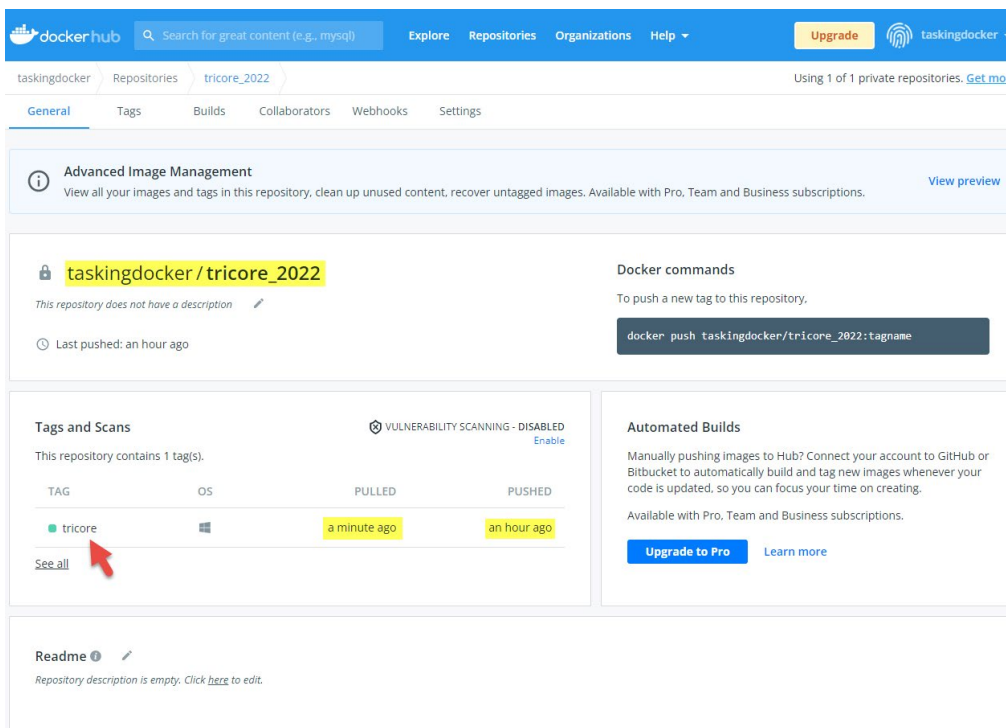 dockerhub Search for great content (e.g., mysql) Explore Repositories Organizations Help Upgrade taskingdocker
taskingdocker Repositories tricore_2022 Using 1 of 1 private repositories. Get mo
General Tags Builds Collaborators Webhooks Settings
Advanced Image Management
View all your images and tags in this repository, clean up unused content, recover untagged images. Available with Pro, Team and Business subscriptions. View preview
taskingdocker / tricore_2022
This repository does not have a description
Last pushed: an hour ago
Docker commands
To push a new tag to this repository,
docker push taskingdocker/tricore_2022:tagname
Tags and Scans
VULNERABILITY SCANNING - DISABLED
Enable
This repository contains 1 tag(s).
TAG OS PULLED PUSHED
tricore a minute ago an hour ago
See all
Automated Builds
Manually pushing images to Hub? Connect your account to GitHub or
Bitbucket to automatically build and tag new images whenever your
code is updated, so you can focus your time on creating.
Available with Pro, Team and Business subscriptions.
Upgrade to Pro Learn more
Readme
Repository description is empty. Click here to edit.